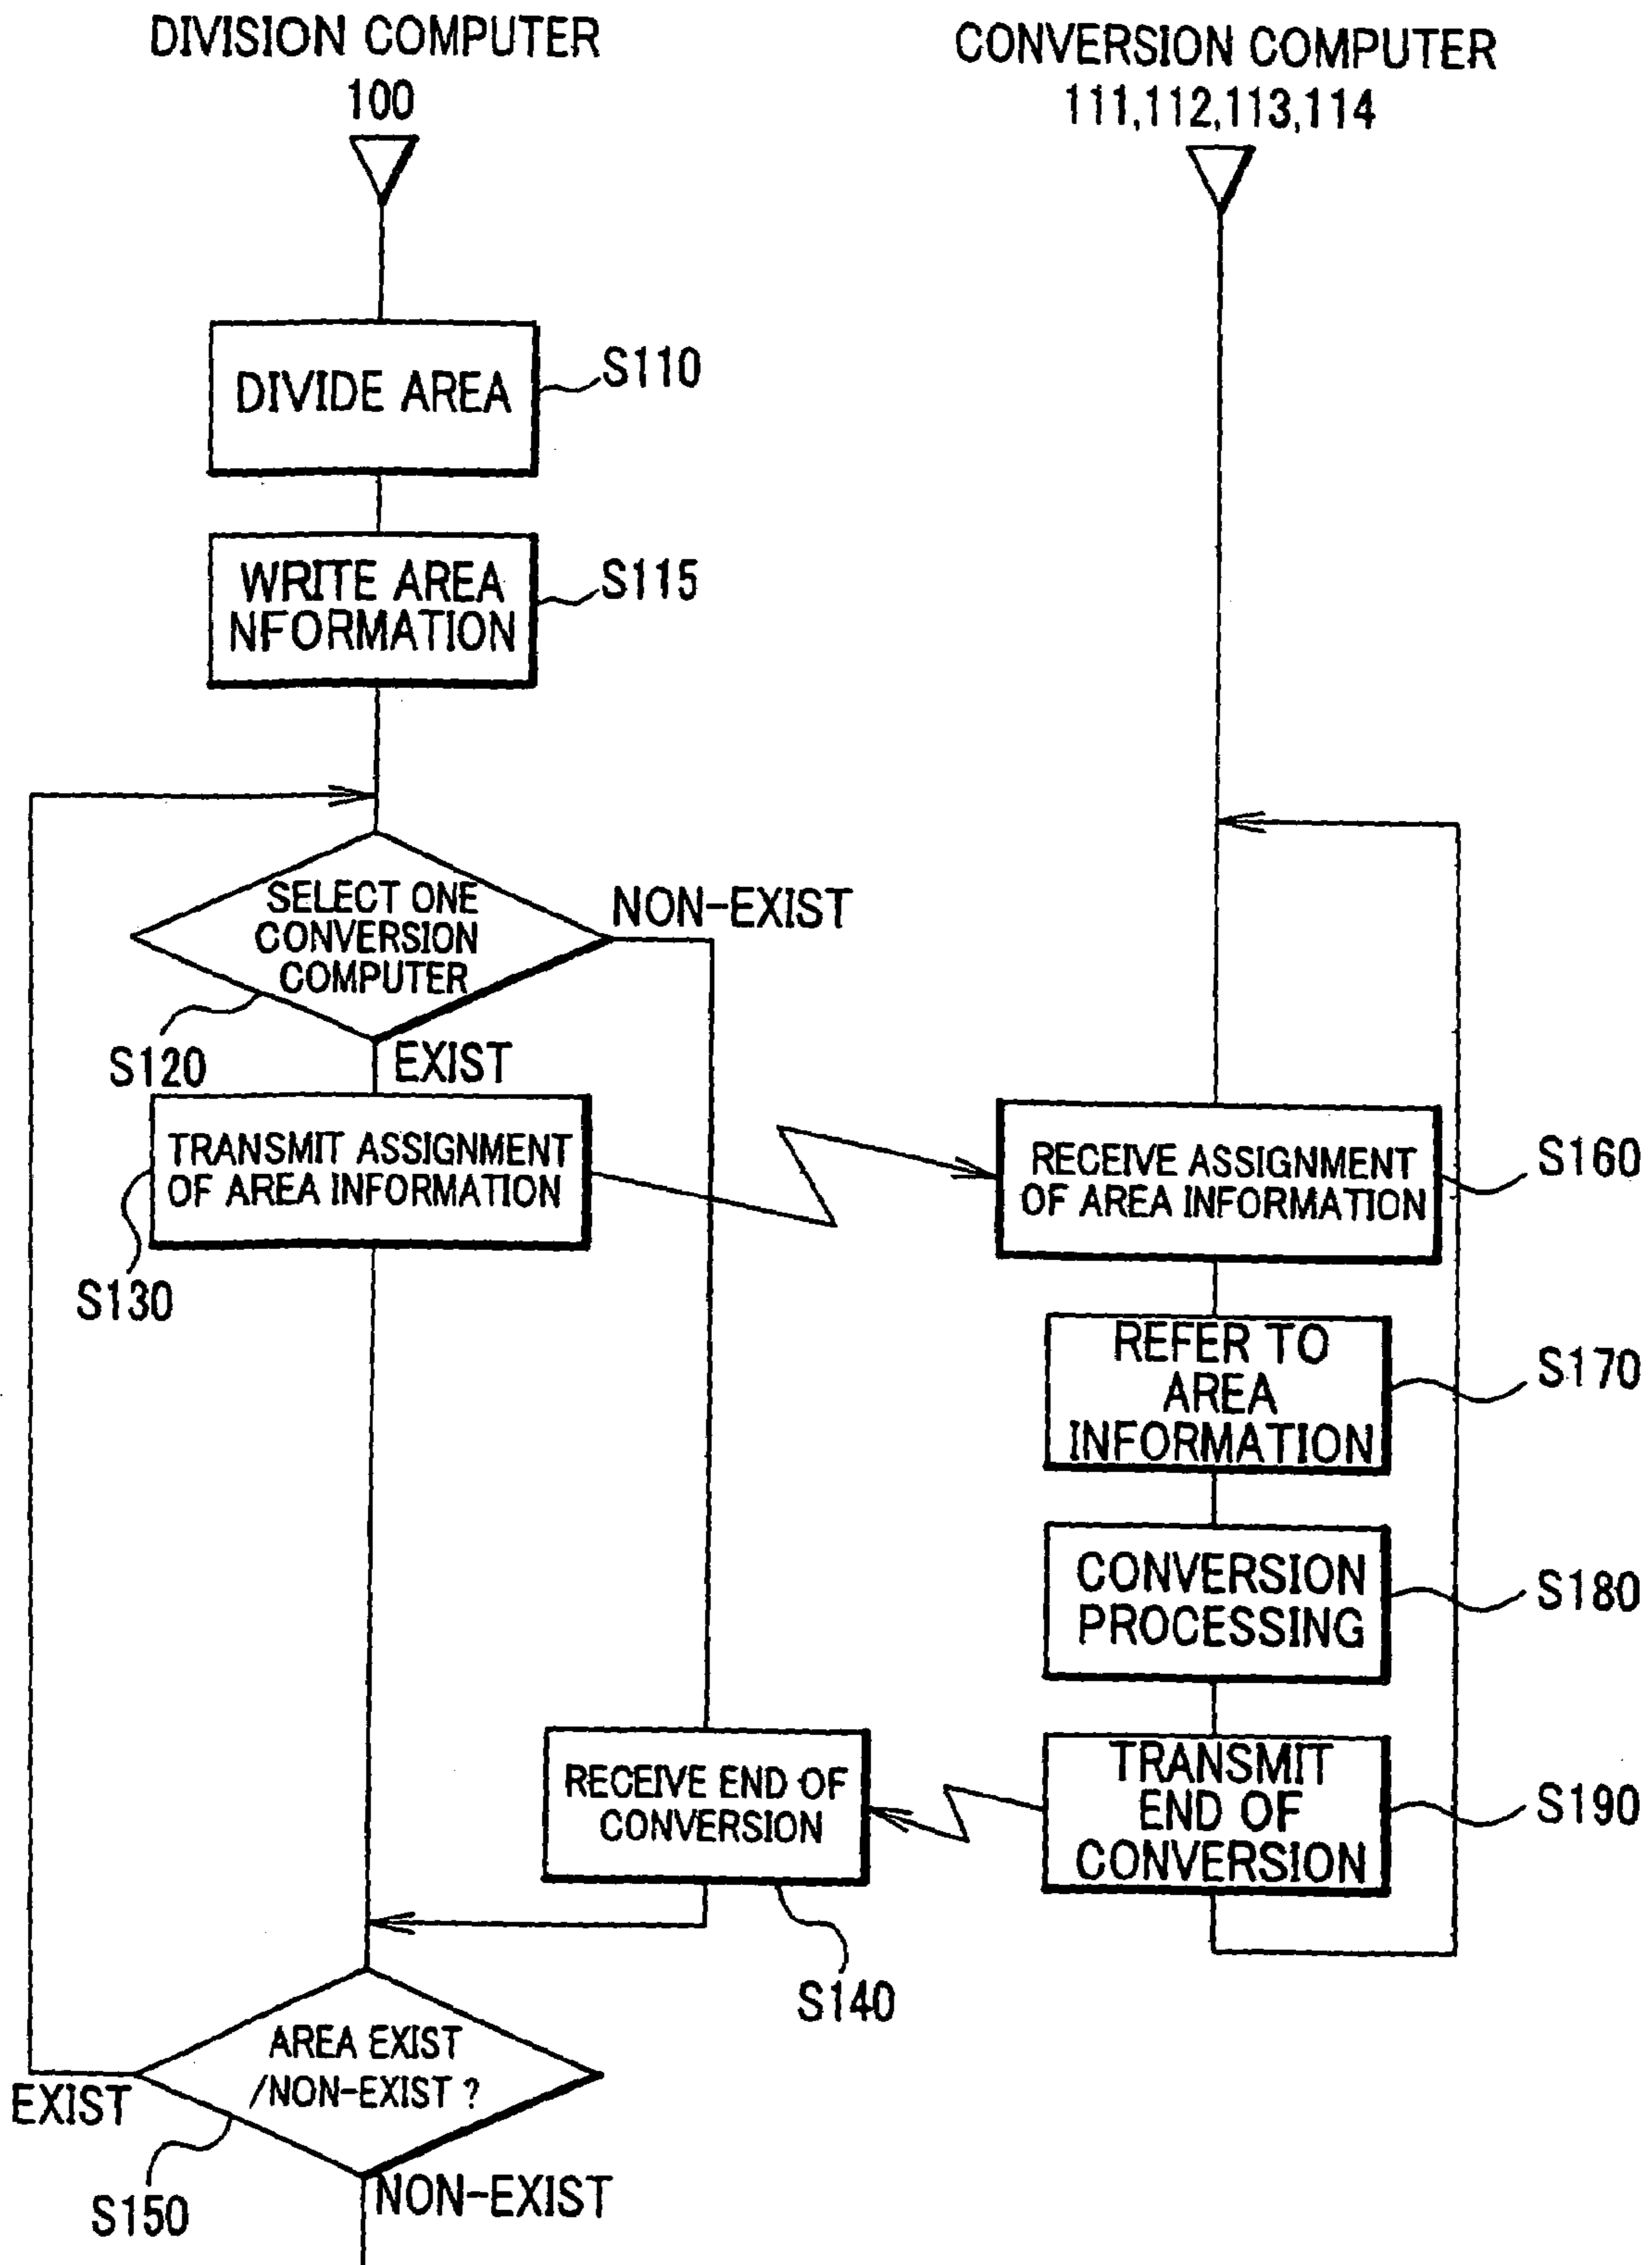 DIVISION COMPUTER
100
CONVERSION COMPUTER
111,112,113,114
DIVIDE AREA
S110
WRITE AREA
NFORMATION
S115
SELECT ONE
CONVERSION
COMPUTER
NON-EXIST
S120
EXIST
TRANSMIT ASSIGNMENT
OF AREA INFORMATION
S130
RECEIVE ASSIGNMENT
OF AREA INFORMATION
S160
REFER TO
AREA
INFORMATION
S170
CONVERSION
PROCESSING
S180
RECEIVE END OF
CONVERSION
S140
TRANSMIT
END OF
CONVERSION
S190
AREA EXIST
/NON-EXIST ?
EXIST
S150
NON-EXIST